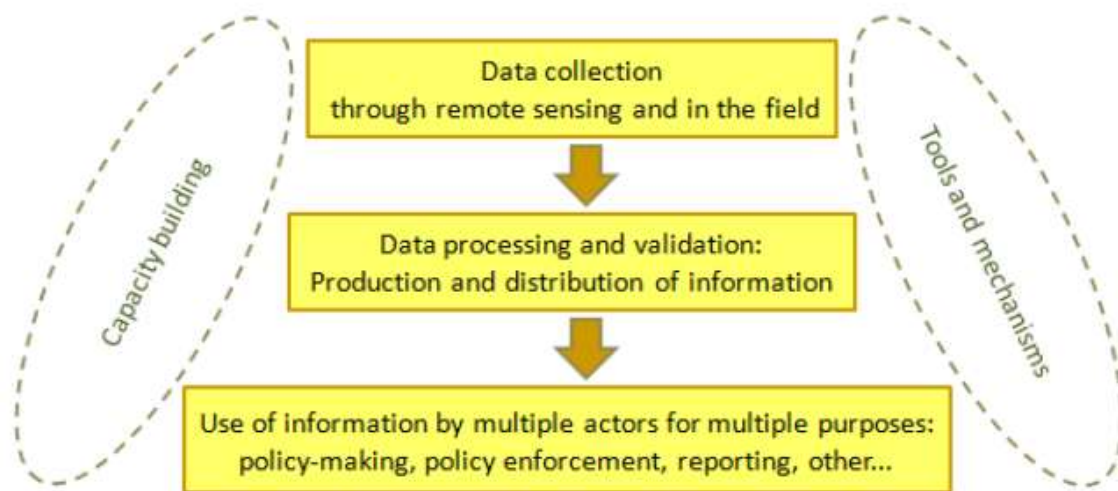 Data collection
through remote sensing and in the field
Capacity building
Tools and mechanisms
Data processing and validation:
Production and distribution of information
Use of information by multiple actors for multiple purposes:
policy-making, policy enforcement, reporting, other...